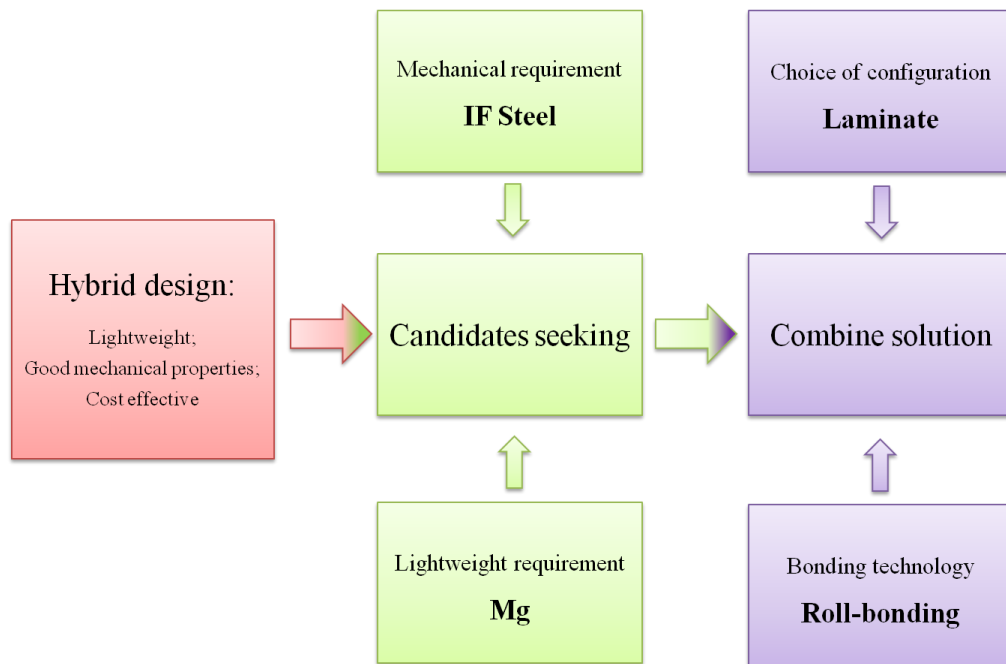 Mechanical requirement
IF Steel
Choice of configuration
Laminate
Hybrid design:
Lightweight;
Good mechanical properties;
Cost effective
Candidates seeking
Combine solution
Lightweight requirement
Mg
Bonding technology
Roll-bonding